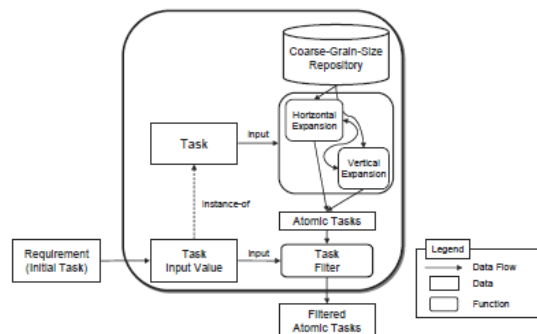 Coarse-Grain-Size
Repository
Horizontal
Expansion
Input
Task
Vertical
Expansion
Instance-of
Atomic Tasks
Requirement
(Initial Task)
Task
Input Value
Input
Task
Filter
Filtered
Atomic Tasks
Legend
Data Flow
Data
Function